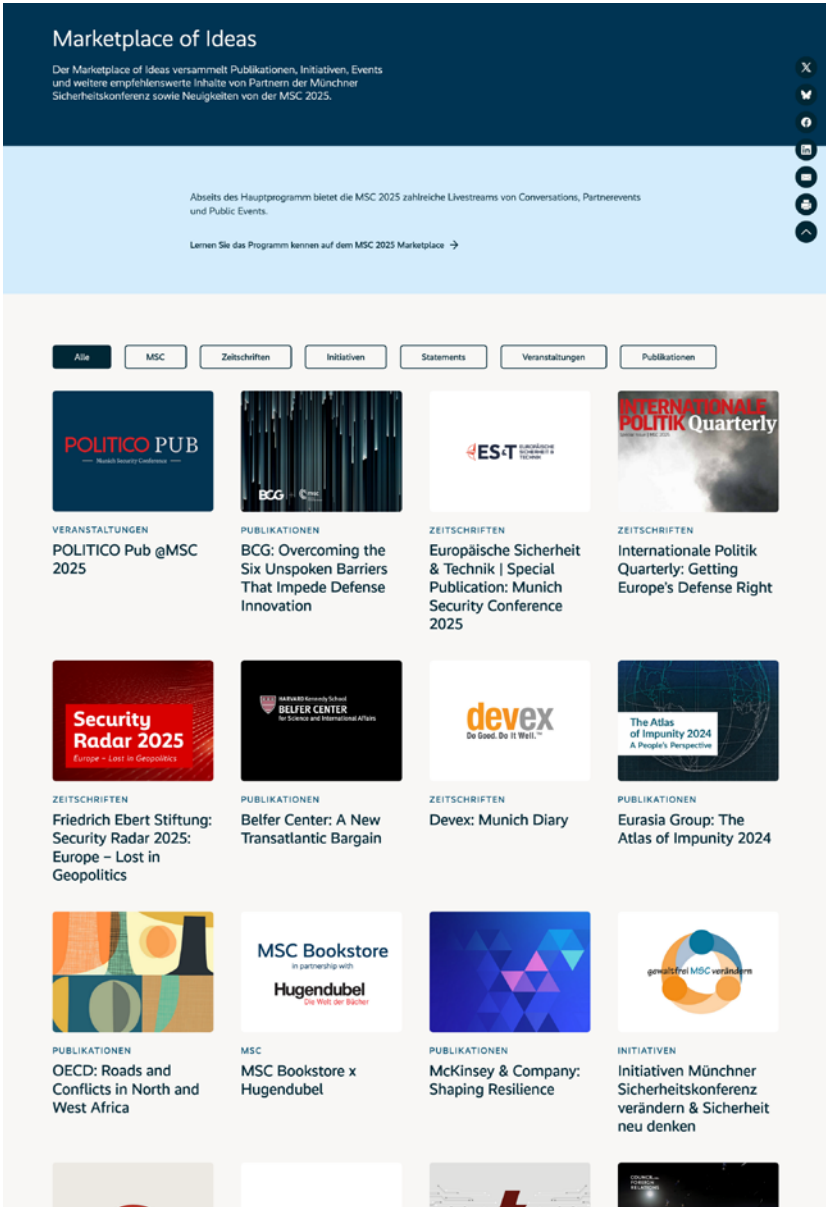 Marketplace of Ideas
Der Marketplace of Ideas versammelt Publikationen, Initiativen, Events
und weitere empfehlenswerte Inhalte von Partnern der Münchner
Sicherheitskonferenz sowie Neuigkeiten von der MSC 2025.
Abseits des Hauptprogramm bietet die MSC 2025 zahlreiche Livestreams von Conversations, Partnerevents
und Public Events.
Lernen Sie das Programm kennen auf dem MSC 2025 Marketplace →
Alle
MSC
Zeitschriften
Initiativen
Statements
Veranstaltungen
Publikationen
POLITICO PUB
Munich Security Conference
VERANSTALTUNGEN
POLITICO Pub @MSC
2025
BCG
PUBLIKATIONEN
BCG: Overcoming the
Six Unspoken Barriers
That Impede Defense
Innovation
ES&T EUROPÄISCHE
SICHERHEIT &
TECHNIK
ZEITSCHRIFTEN
Europäische Sicherheit
& Technik | Special
Publication: Munich
Security Conference
2025
INTERNATIONALE
POLITIK Quarterly
ZEITSCHRIFTEN
Internationale Politik
Quarterly: Getting
Europe's Defense Right
Security
Radar 2025
Europe – Lost in Geopolitics
ZEITSCHRIFTEN
Friedrich Ebert Stiftung:
Security Radar 2025:
Europe – Lost in
Geopolitics
HARVARD Kennedy School
BELFER CENTER
for Science and International Affairs
PUBLIKATIONEN
Belfer Center: A New
Transatlantic Bargain
devex
Do Good. Do It Well.™
ZEITSCHRIFTEN
Devex: Munich Diary
The Atlas
of Impunity 2024
A People's Perspective
PUBLIKATIONEN
Eurasia Group: The
Atlas of Impunity 2024
PUBLIKATIONEN
OECD: Roads and
Conflicts in North and
West Africa
MSC Bookstore
in partnership with
Hugendubel
Die Welt der Bücher
MSC
MSC Bookstore x
Hugendubel
PUBLIKATIONEN
McKinsey & Company:
Shaping Resilience
gewaltfrei MSC verändern
INITIATIVEN
Initiativen Münchner
Sicherheitskonferenz
verändern & Sicherheit
neu denken
COUNCIL on
FOREIGN
RELATIONS